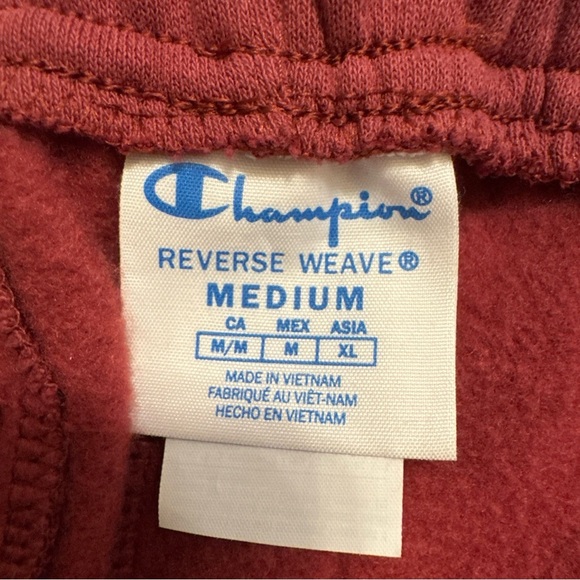 Champion®
REVERSE WEAVE®
MEDIUM
CA MEX ASIA
M/M M XL
MADE IN VIETNAM
FABRIQUÉ AU VIÊT-NAM
HECHO EN VIETNAM